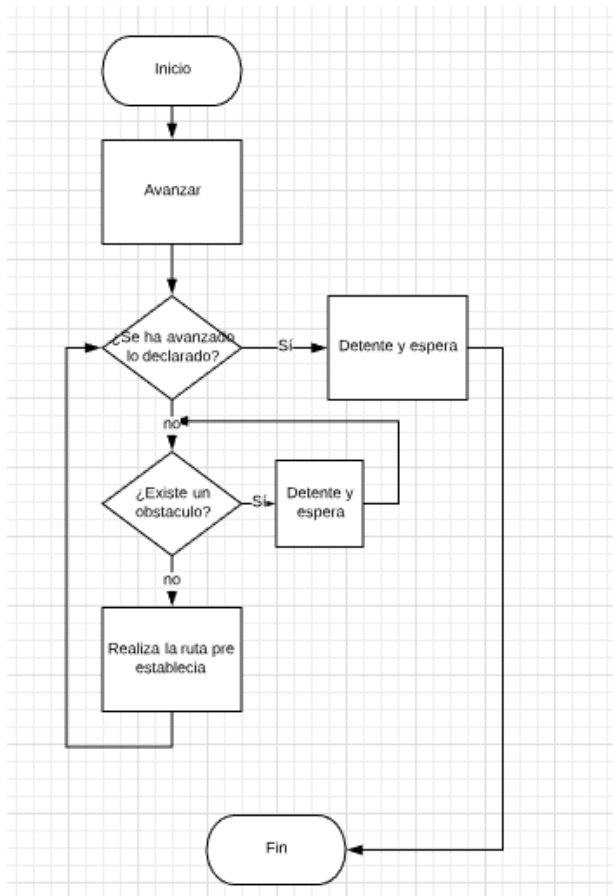 Inicio
Avanzar
¿Se ha avanzado
lo declarado?
Sí
Detente y espera
no
¿Existe un
obstaculo?
Sí
Detente y
espera
no
Realiza la ruta pre
establecia
Fin